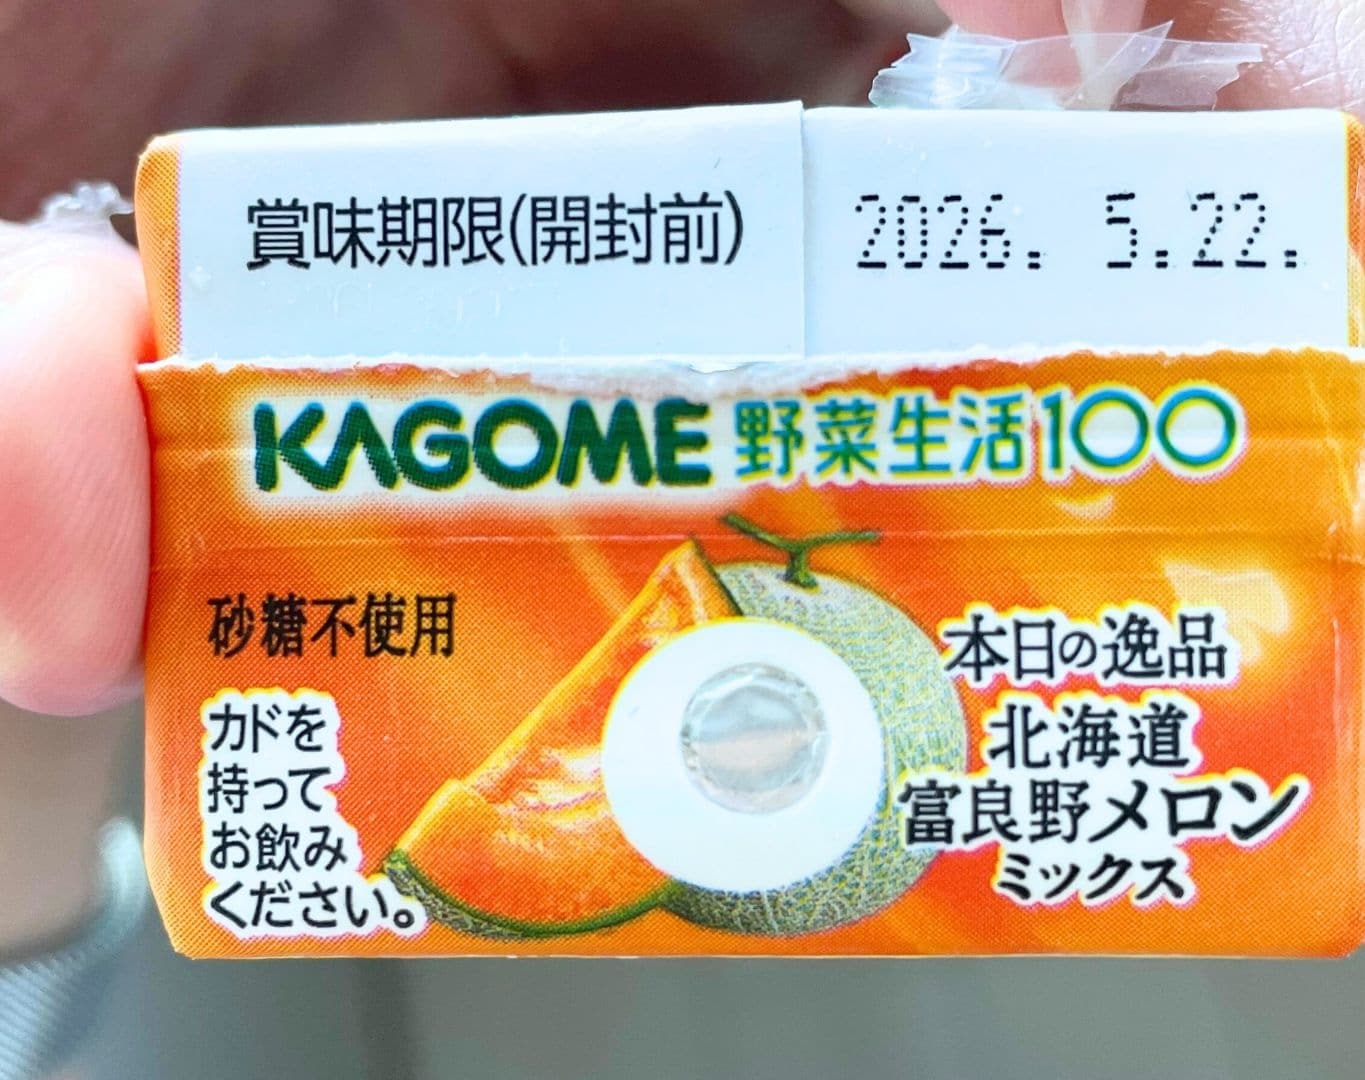 賞味期限(開封前) 2026. 5.22.
KAGOME 野菜生活100
砂糖不使用
カドを
持って
お飲み
ください。
本日の逸品
北海道
富良野メロン
ミックス